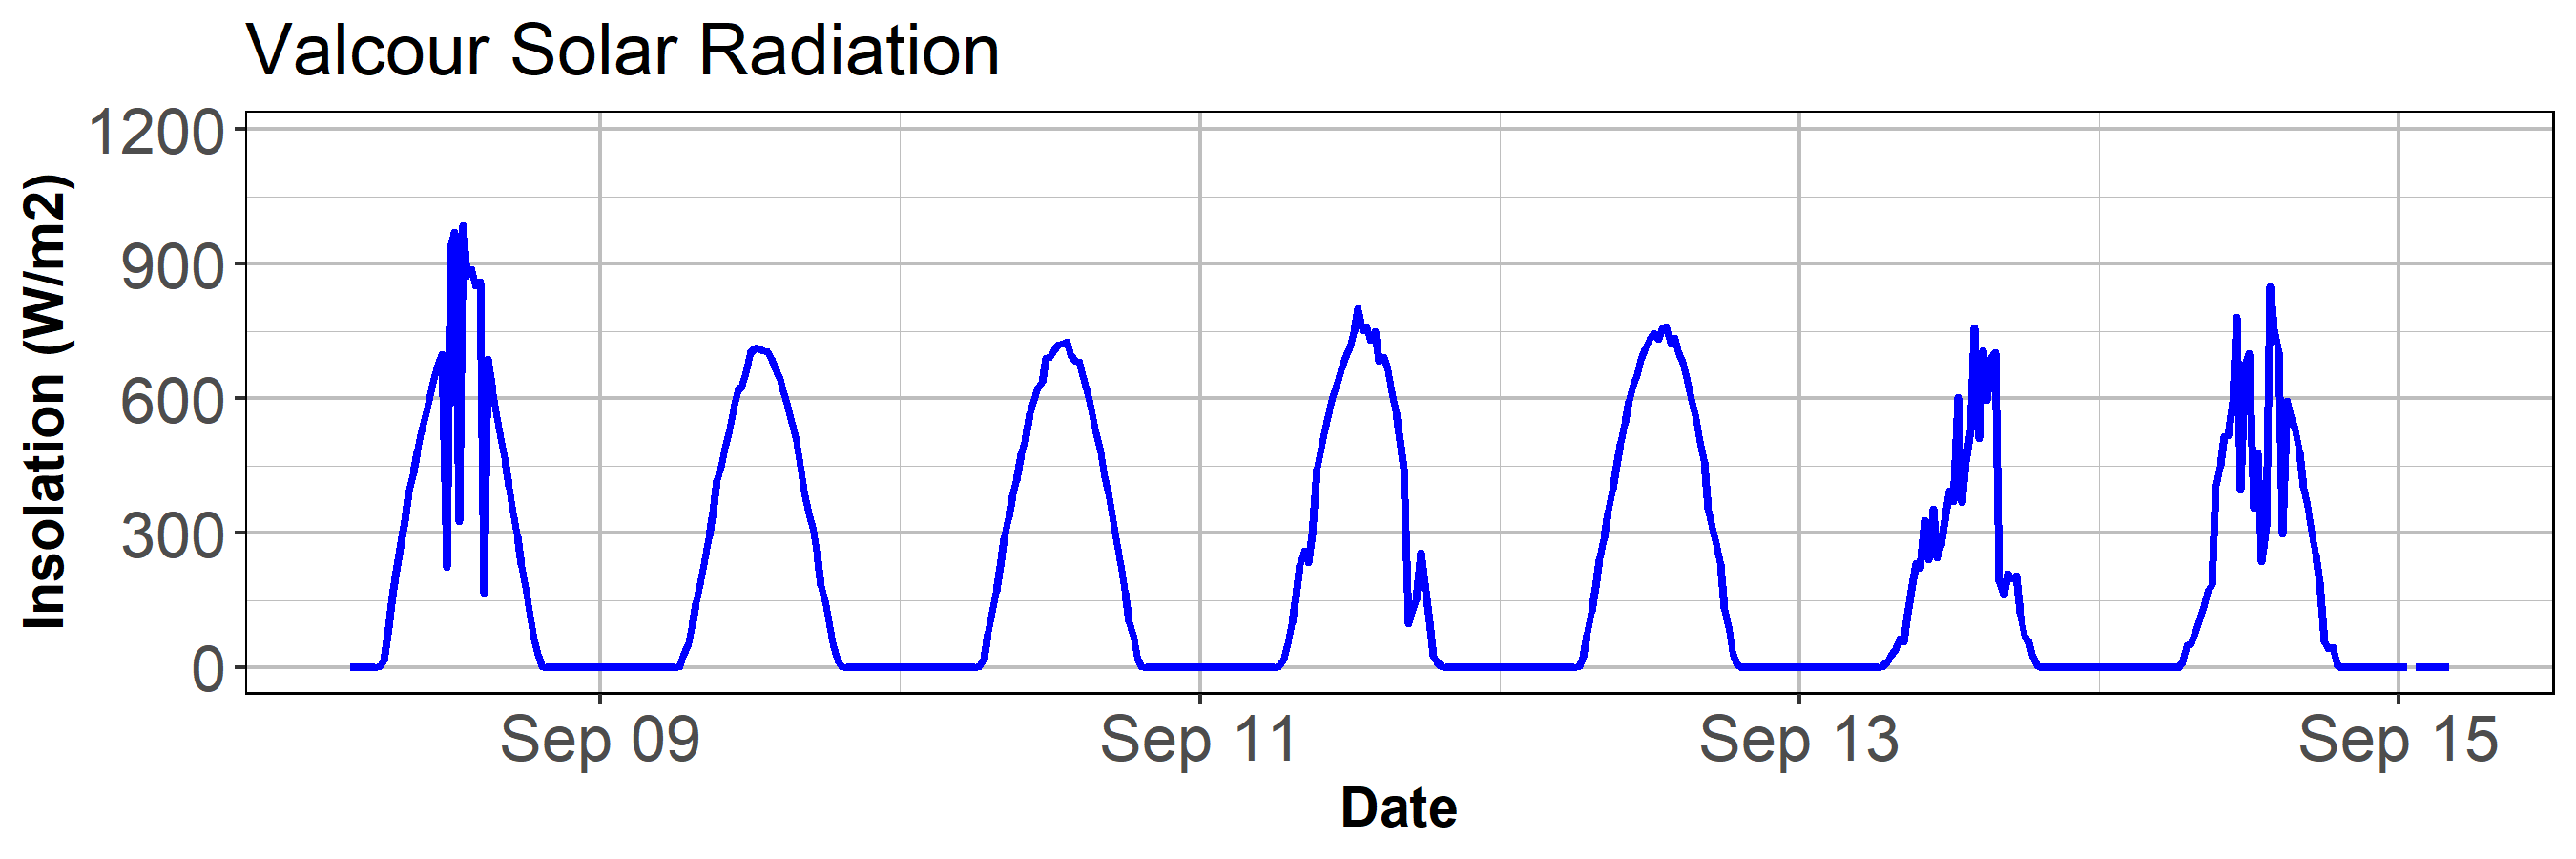 Valcour Solar Radiation
1200
900
600
300
0
Insolation (W/m2)
Sep 09
Sep 11
Sep 13
Sep 15
Date